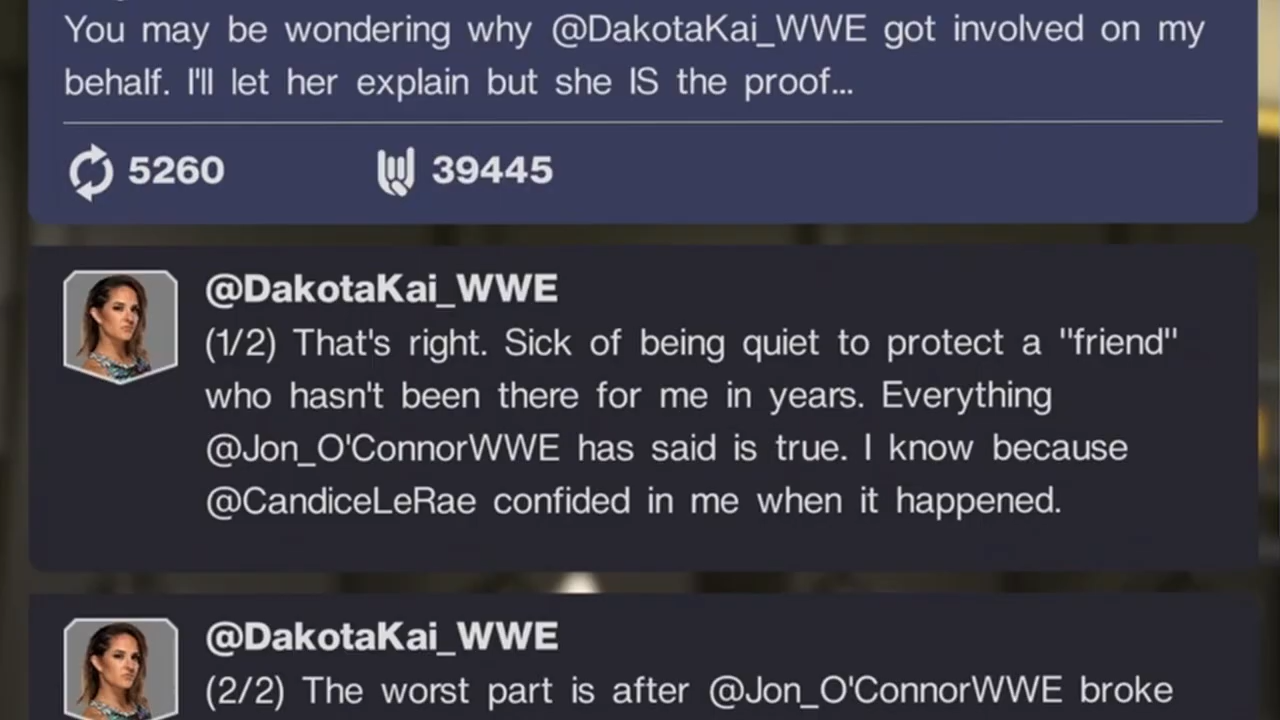 You may be wondering why @DakotaKai_WWE got involved on my
behalf. I'll let her explain but she IS the proof...
5260 39445
@DakotaKai_WWE
(1/2) That's right. Sick of being quiet to protect a "friend"
who hasn't been there for me in years. Everything
@Jon_O'ConnorWWE has said is true. I know because
@CandiceLeRae confided in me when it happened.
@DakotaKai_WWE
(2/2) The worst part is after @Jon_O'ConnorWWE broke